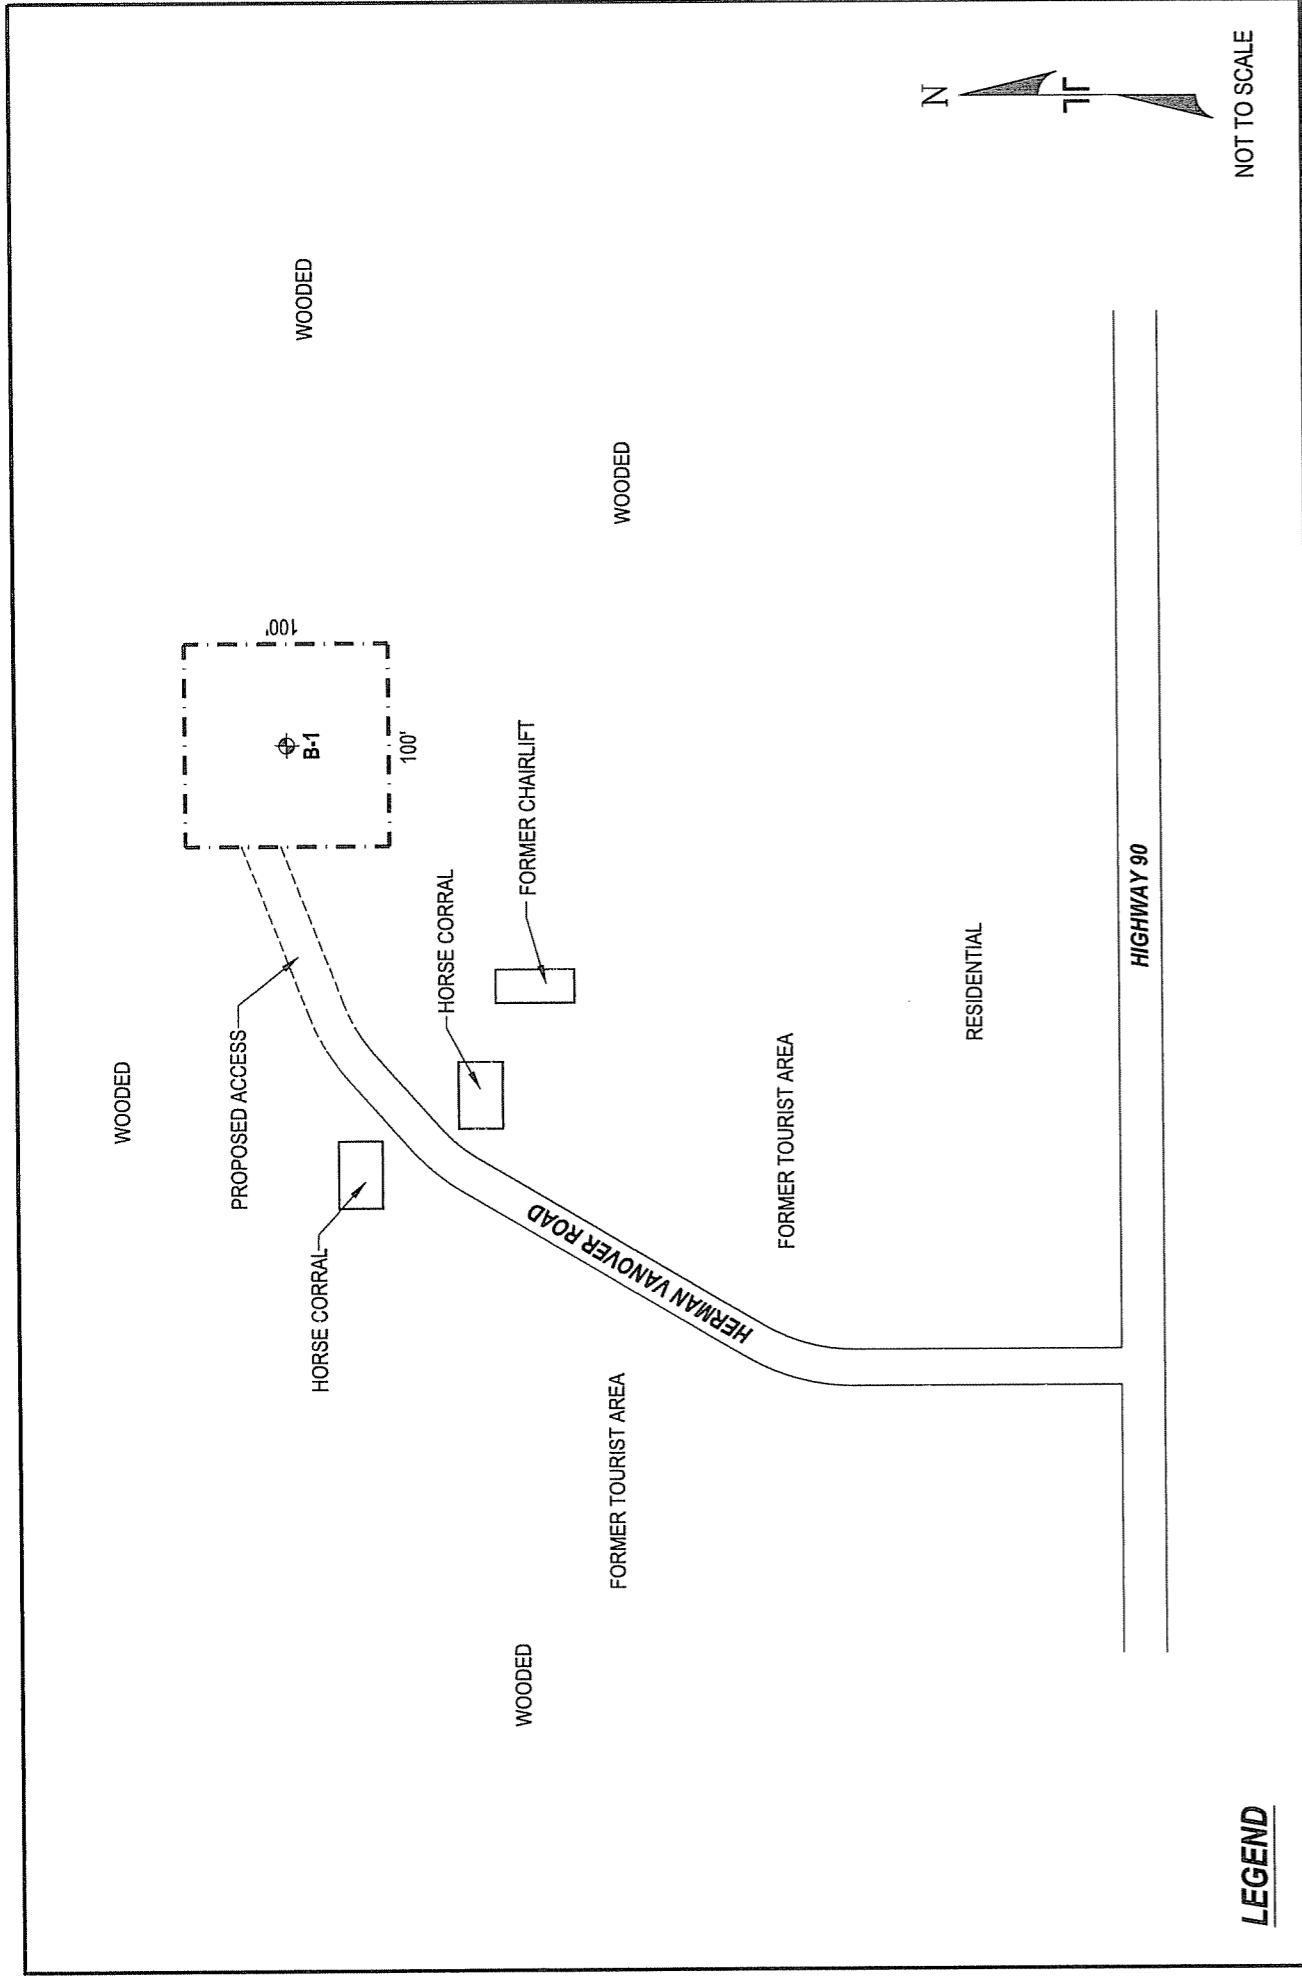 WOODED
WOODED
PROPOSED ACCESS
100'
B-1
100'
HORSE CORRAL
HORSE CORRAL
FORMER CHAIRLIFT
WOODED
WOODED
HERMAN VANOVER ROAD
FORMER TOURIST AREA
FORMER TOURIST AREA
RESIDENTIAL
HIGHWAY 90
N
NOT TO SCALE
LEGEND